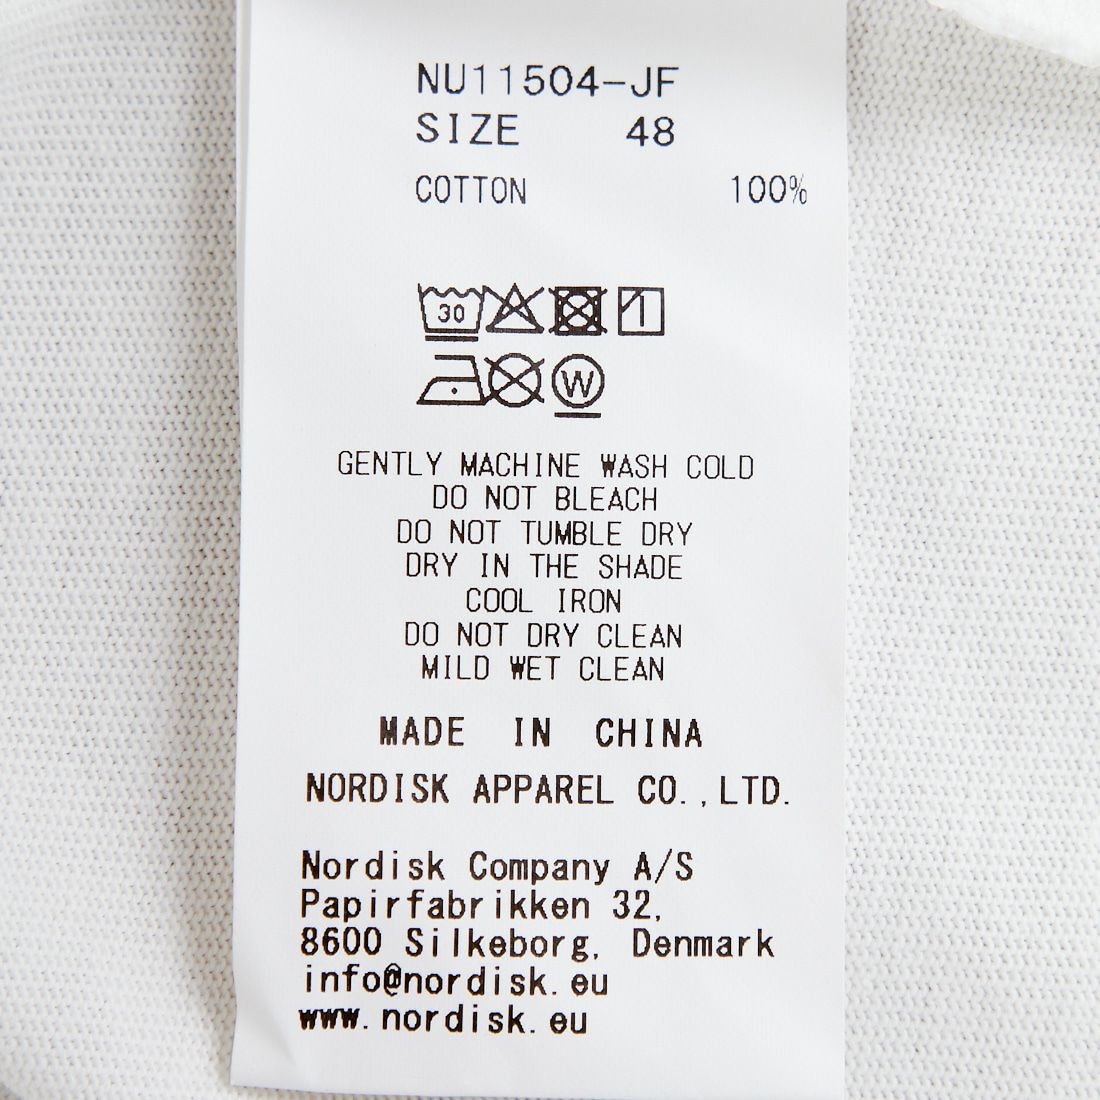 NU11504-JF
SIZE 48
COTTON 100%
30
W
GENTLY MACHINE WASH COLD
DO NOT BLEACH
DO NOT TUMBLE DRY
DRY IN THE SHADE
COOL IRON
DO NOT DRY CLEAN
MILD WET CLEAN
MADE IN CHINA
NORDISK APPAREL CO.,LTD.
Nordisk Company A/S
Papirfabrikken 32,
8600 Silkeborg, Denmark
info@nordisk.eu
www.nordisk.eu